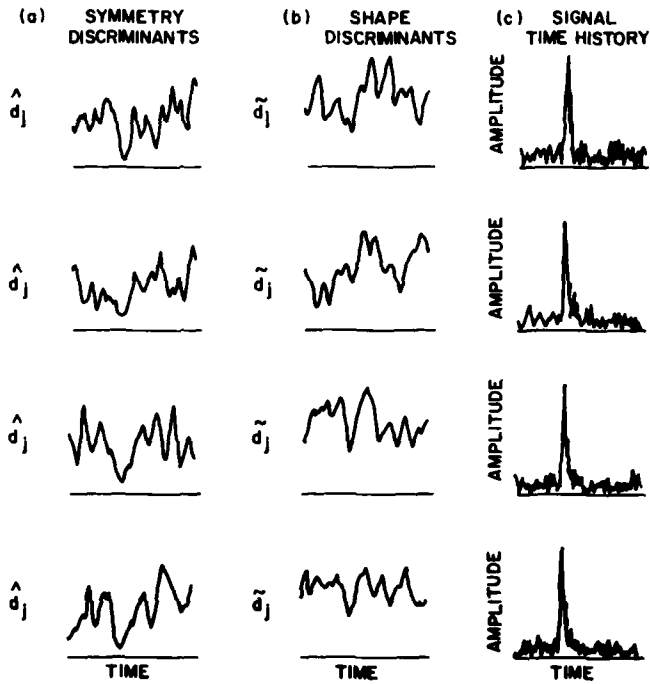 (a) SYMMETRY DISCRIMINANTS
(b) SHAPE DISCRIMINANTS
(c) SIGNAL TIME HISTORY
d̂j
d̃j
AMPLITUDE
d̂j
d̃j
AMPLITUDE
d̂j
d̃j
AMPLITUDE
d̂j
d̃j
AMPLITUDE
TIME
TIME
TIME